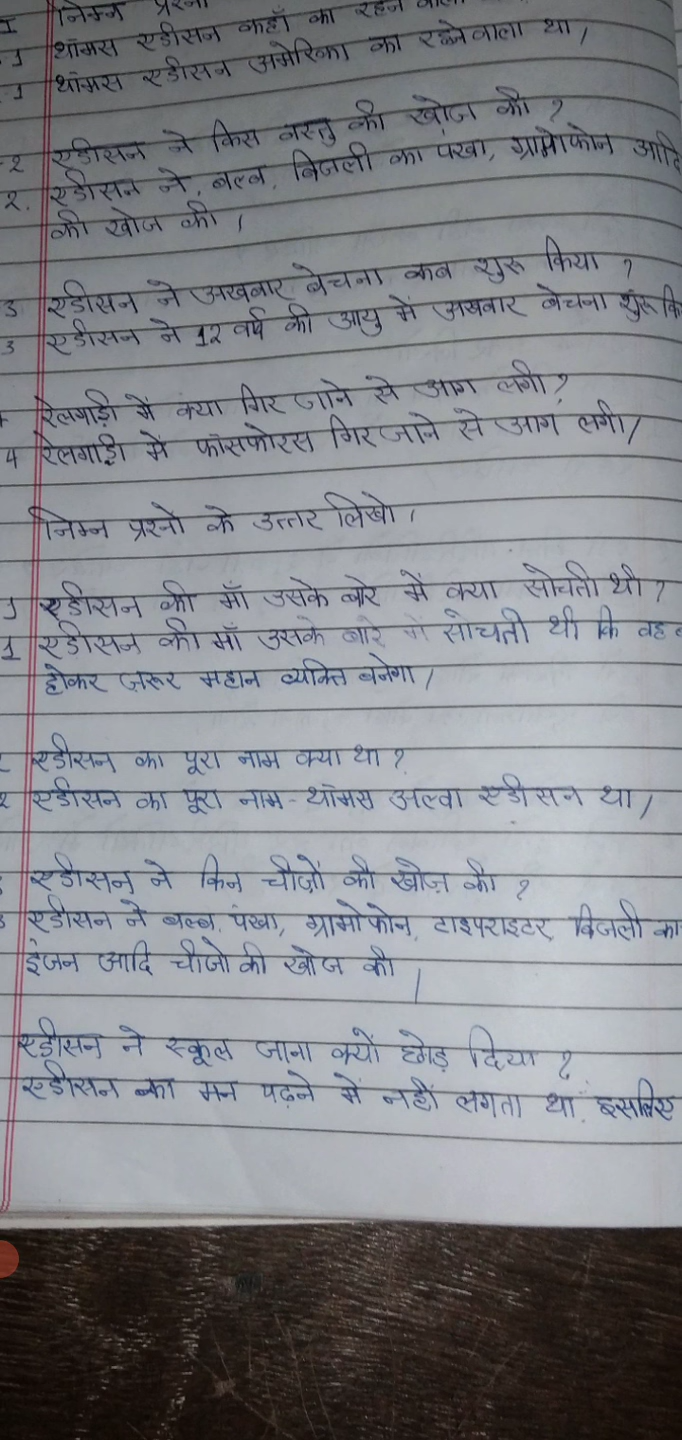 निम्न प्रश्नों
1 थॉमस एडीसन कहाँ का रहने वाला
1 थॉमस एडीसन अमेरिका का रहनेवाला था।
2 एडीसन ने किस वस्तु की खोज की ?
2. एडीसन ने, बल्ब, बिजली का पंखा, ग्रामोफोन आदि
की खोज की।
3 एडीसन ने अखबार बेचना कब शुरू किया ?
3 एडीसन ने 12 वर्ष की आयु में अखबार बेचना शुरू कि
रेलगाड़ी में क्या गिर जाने से आग लगी?
4 रेलगाड़ी में फॉसफोरस गिर जाने से आग लगी।
निम्न प्रश्नों के उत्तर लिखो।
1 एडीसन की माँ उसके बारे में क्या सोचती थी ?
1 एडीसन की माँ उसके बारे में सोचती थी कि वह
होकर ज़रूर महान व्यक्ति बनेगा।
एडीसन का पूरा नाम क्या था ?
2 एडीसन का पूरा नाम - थॉमस अल्वा एडीसन था।
एडीसन ने किन चीज़ों की खोज़ की ?
3 एडीसन ने बल्ब, पंखा, ग्रामोफोन, टाइपराइटर, बिजली का
इंजन आदि चीजो की खोज की।
एडीसन ने स्कूल जाना क्यों छोड़ दिया ?
एडीसन का मन पढ़ने में नहीं लगता था, इसलिए